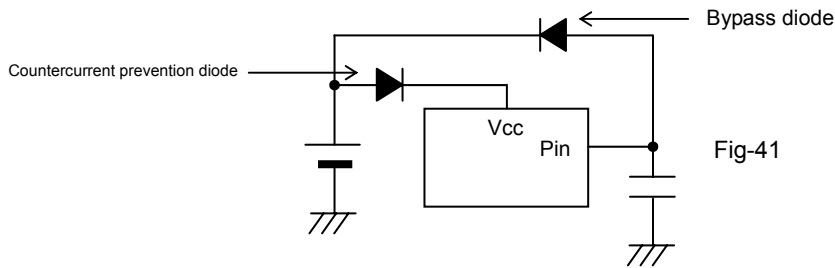 Bypass diode
Countercurrent prevention diode
Vcc
Pin
Fig-41